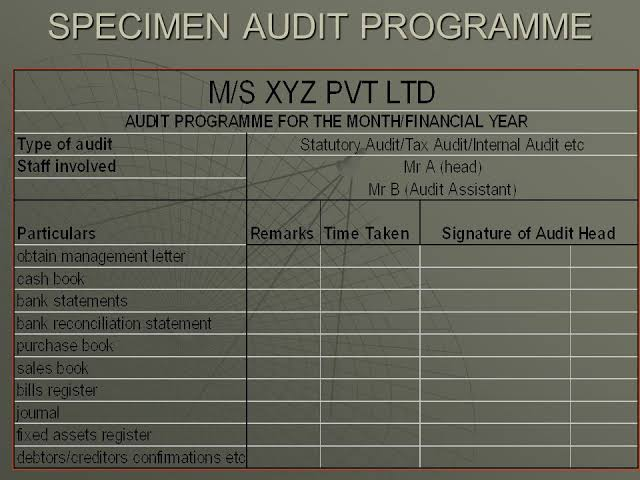 SPECIMEN AUDIT PROGRAMME
M/S XYZ PVT LTD
AUDIT PROGRAMME FOR THE MONTH/FINANCIAL YEAR
Type of audit Statutory Audit/Tax Audit/Internal Audit etc
Staff involved Mr A (head)
Mr B (Audit Assistant)
Particulars Remarks Time Taken Signature of Audit Head
obtain management letter
cash book
bank statements
bank reconciliation statement
purchase book
sales book
bills register
journal
fixed assets register
debtors/creditors confirmations etc